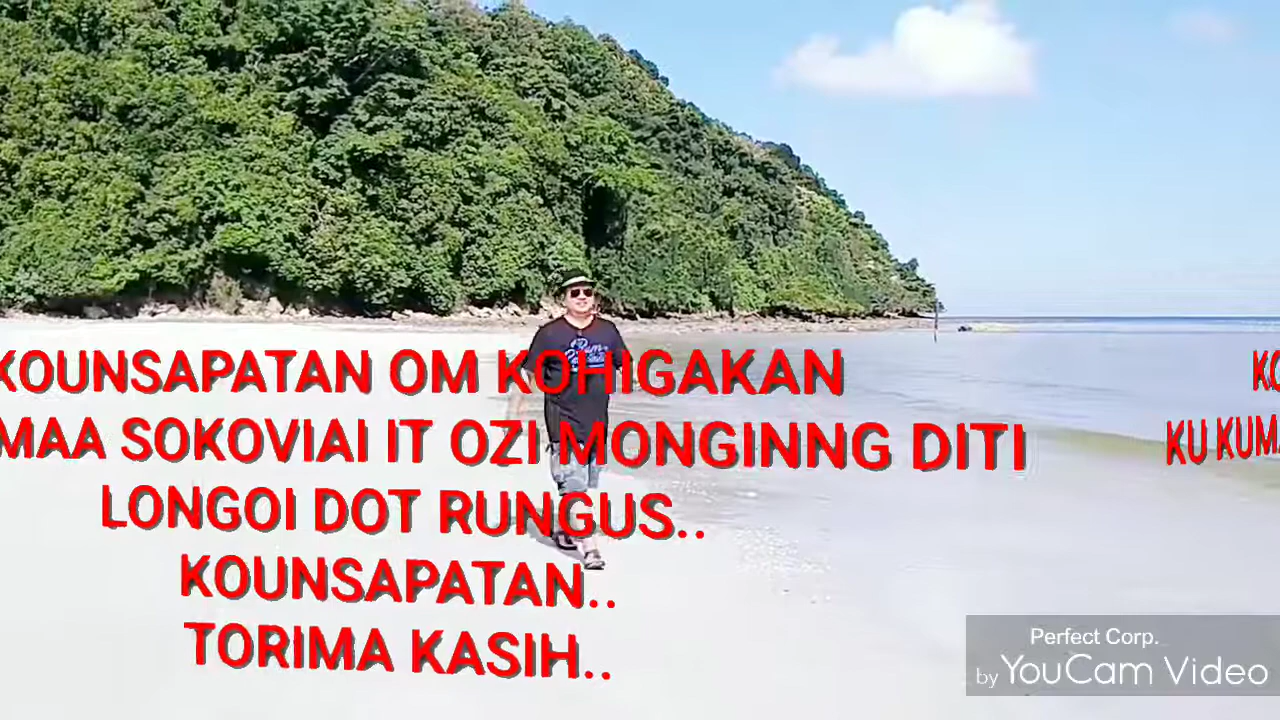 KOUNSAPATAN OM KOHIGAKAN
MAA SOKOVIAI IT OZI MONGINNG DITI
LONGOI DOT RUNGUS..
KOUNSAPATAN..
TORIMA KASIH..
KU
Perfect Corp.
by YouCam Video